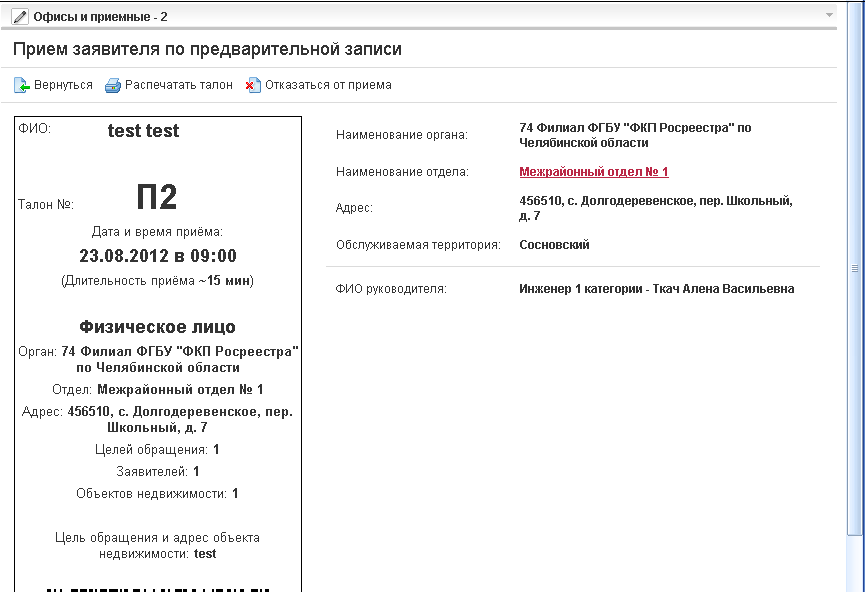 Офисы и приемные - 2
Прием заявителя по предварительной записи
Вернуться Распечатать талон Отказаться от приема
ФИО: test test
Талон №: П2
Дата и время приёма:
23.08.2012 в 09:00
(Длительность приёма ~15 мин)
Физическое лицо
Орган: 74 Филиал ФГБУ "ФКП Росреестра"
по Челябинской области
Отдел: Межрайонный отдел № 1
Адрес: 456510, с. Долгодеревенское, пер.
Школьный, д. 7
Целей обращения: 1
Заявителей: 1
Объектов недвижимости: 1
Цель обращения и адрес объекта
недвижимости: test
Наименование органа: 74 Филиал ФГБУ "ФКП Росреестра" по
Челябинской области
Наименование отдела: Межрайонный отдел № 1
Адрес: 456510, с. Долгодеревенское, пер. Школьный,
д. 7
Обслуживаемая территория: Сосновский
ФИО руководителя: Инженер 1 категории - Ткач Алена Васильевна